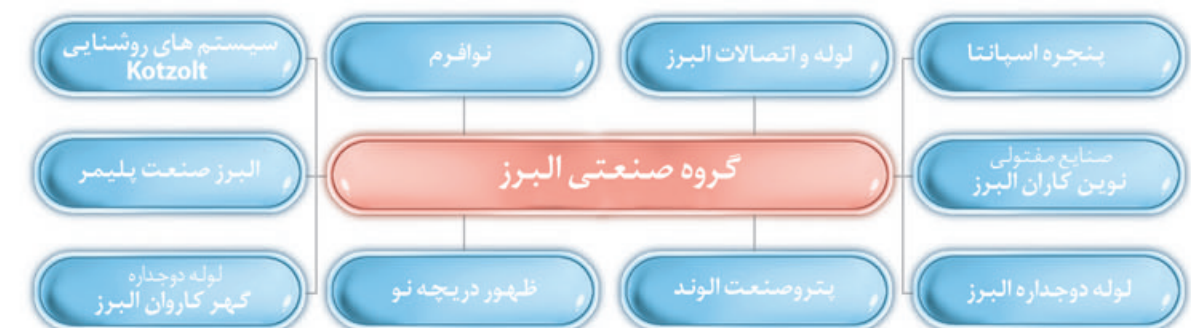 پنجره اسپانتا
لوله و اتصالات البرز
نوافرم
سیستم های روشنایی
Kotzolt
صنایع مفتولی
نوین کاران البرز
گروه صنعتی البرز
البرز صنعت پلیمر
لوله دوجداره البرز
پتروصنعت الوند
ظهور دریچه نو
لوله دوجداره
گهر کاروان البرز